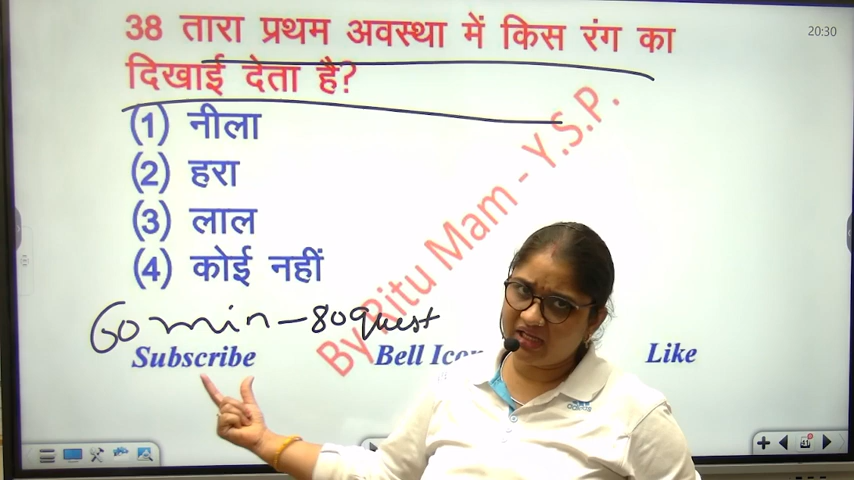 20:30
38 तारा प्रथम अवस्था में किस रंग का
दिखाई देता है?
(1) नीला
(2) हरा
(3) लाल
(4) कोई नहीं
By Ritu Mam - Y.S.P.
60 min - 80 quest
Subscribe Bell Icon Like
adidas